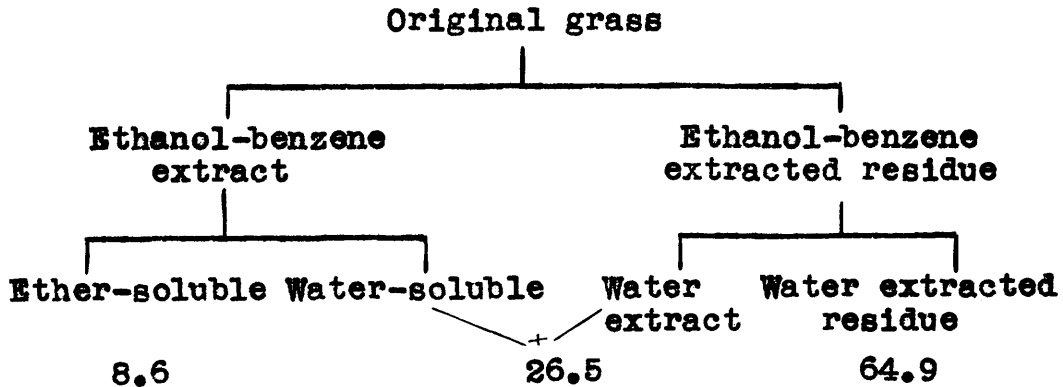 Original grass
Ethanol-benzene extract
Ethanol-benzene extracted residue
Ether-soluble
Water-soluble
Water extract
Water extracted residue
+
8.6
26.5
64.9